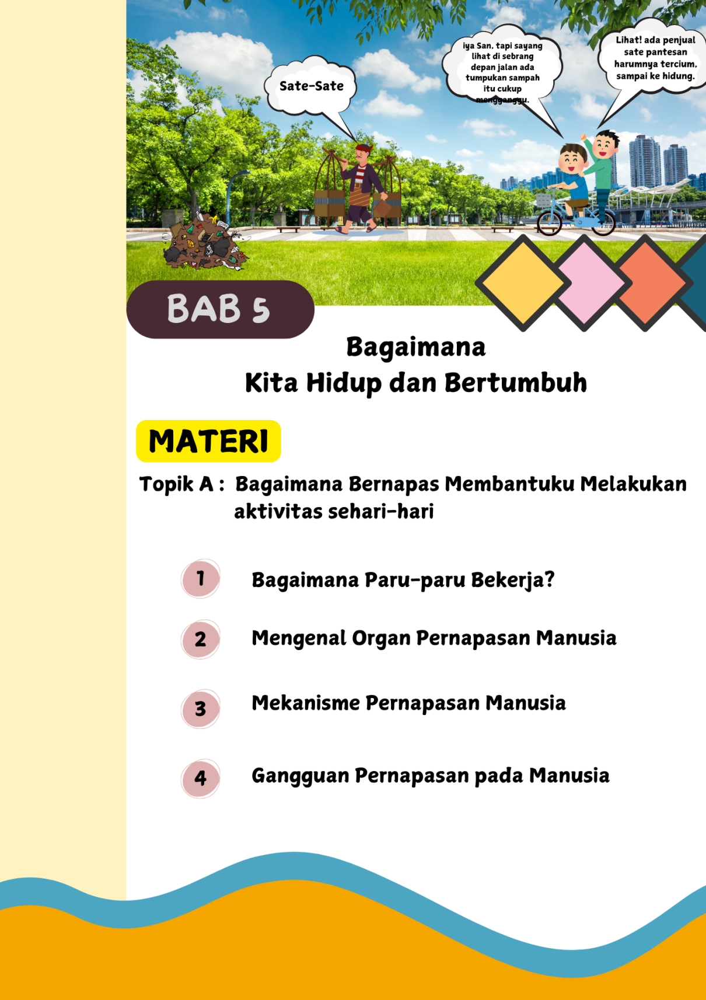 Sate-Sate
iya San, tapi sayang
lihat di sebrang
depan jalan ada
tumpukan sampah
itu cukup
mengganggu.
Lihat! ada penjual
sate pantesan
harumnya tercium,
sampai ke hidung.
BAB 5
Bagaimana
Kita Hidup dan Bertumbuh
MATERI
Topik A : Bagaimana Bernapas Membantuku Melakukan
aktivitas sehari-hari
1 Bagaimana Paru-paru Bekerja?
2 Mengenal Organ Pernapasan Manusia
3 Mekanisme Pernapasan Manusia
4 Gangguan Pernapasan pada Manusia